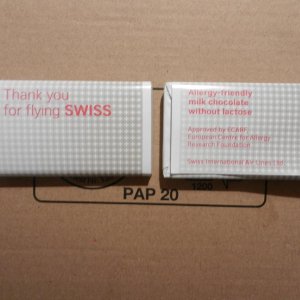 Thank you
for flying SWISS
Allergy-friendly
milk chocolate
without lactose
Approved by ECARF
European Centre for Allergy
Research Foundation
Swiss International Air Lines Ltd.
PAP 20
1200